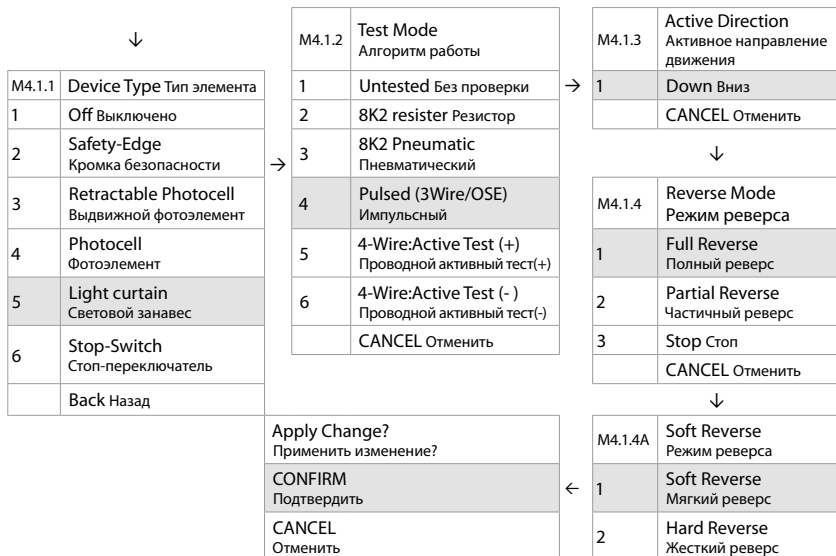 ↓
M4.1.1 Device Type Тип элемента
1 Off Выключено
2 Safety-Edge
Кромка безопасности
3 Retractable Photocell
Выдвижной фотоэлемент
4 Photocell
Фотоэлемент
5 Light curtain
Световой занавес
6 Stop-Switch
Стоп-переключатель
Back Назад
→
M4.1.2 Test Mode
Алгоритм работы
1 Untested Без проверки
2 8K2 resister Резистор
3 8K2 Pneumatic
Пневматический
4 Pulsed (3Wire/OSE)
Импульсный
5 4-Wire:Active Test (+)
Проводной активный тест(+)
6 4-Wire:Active Test (- )
Проводной активный тест(-)
CANCEL Отменить
→
M4.1.3 Active Direction
Активное направление
движения
1 Down Вниз
CANCEL Отменить
↓
M4.1.4 Reverse Mode
Режим реверса
1 Full Reverse
Полный реверс
2 Partial Reverse
Частичный реверс
3 Stop Стоп
CANCEL Отменить
↓
M4.1.4A Soft Reverse
Режим реверса
1 Soft Reverse
Мягкий реверс
2 Hard Reverse
Жесткий реверс
←
Apply Change?
Применить изменение?
CONFIRM
Подтвердить
CANCEL
Отменить